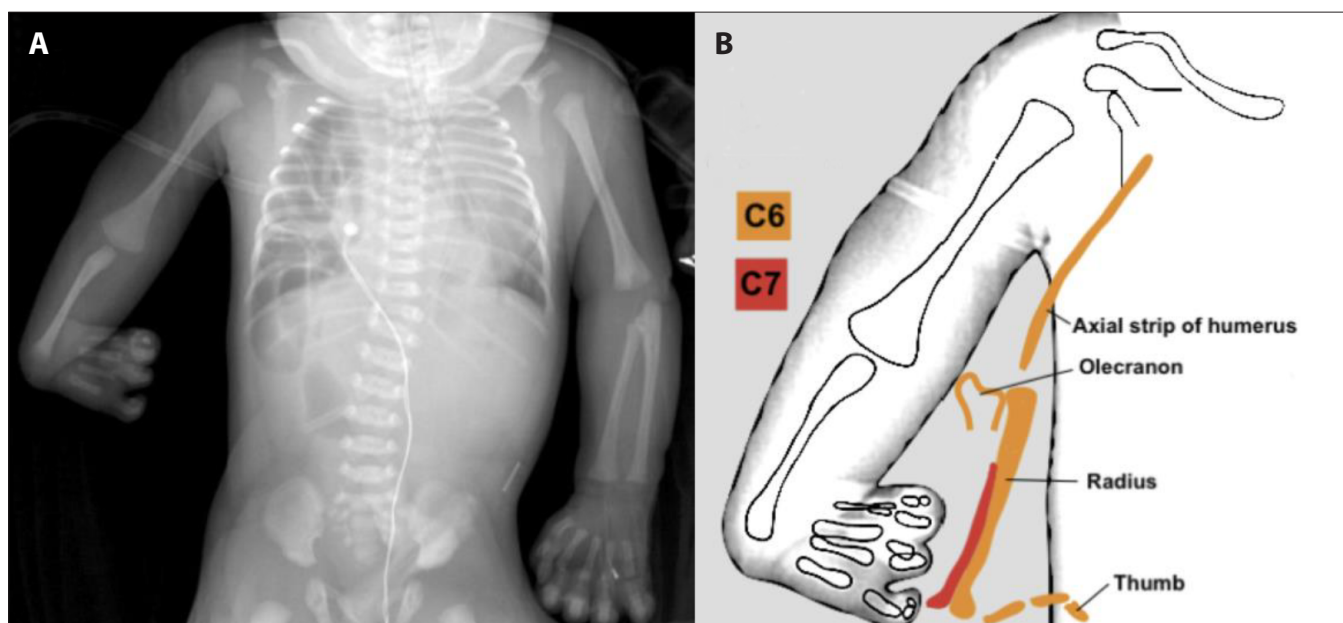 A
B
C6
C7
Axial strip of humerus
Olecranon
Radius
Thumb